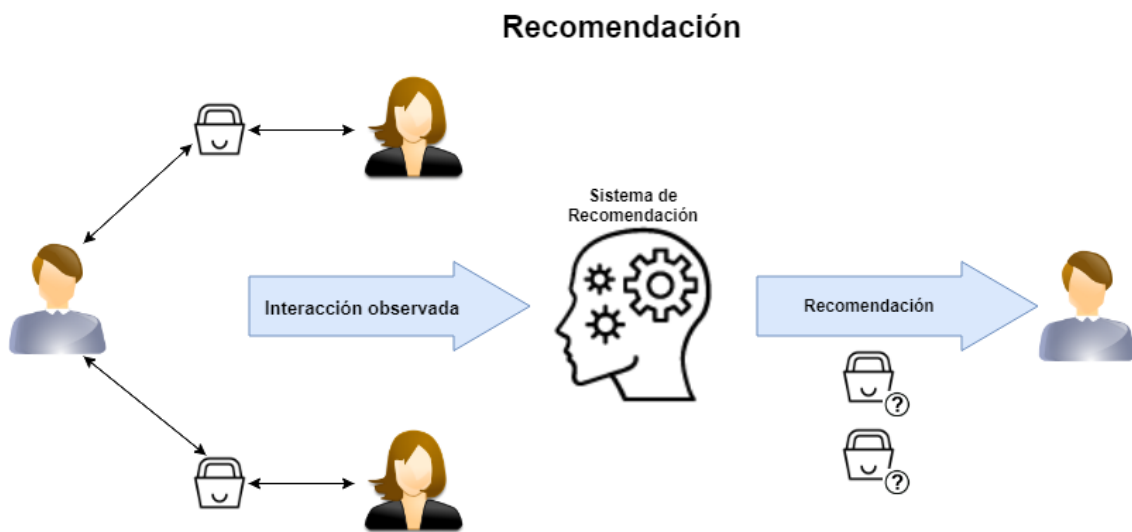 Recomendación
Sistema de
Recomendación
Interacción observada
Recomendación
?
?